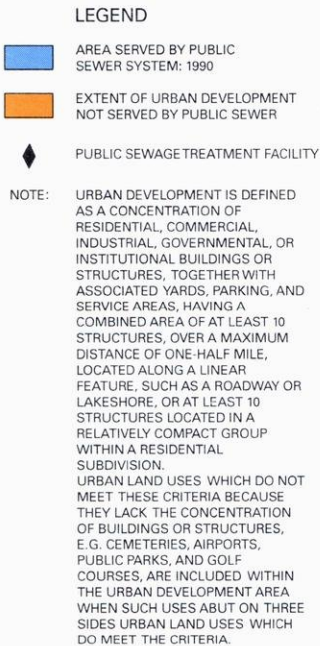 LEGEND
AREA SERVED BY PUBLIC
SEWER SYSTEM: 1990
EXTENT OF URBAN DEVELOPMENT
NOT SERVED BY PUBLIC SEWER
PUBLIC SEWAGE TREATMENT FACILITY
NOTE: URBAN DEVELOPMENT IS DEFINED
AS A CONCENTRATION OF
RESIDENTIAL, COMMERCIAL,
INDUSTRIAL, GOVERNMENTAL, OR
INSTITUTIONAL BUILDINGS OR
STRUCTURES, TOGETHER WITH
ASSOCIATED YARDS, PARKING, AND
SERVICE AREAS, HAVING A
COMBINED AREA OF AT LEAST 10
STRUCTURES, OVER A MAXIMUM
DISTANCE OF ONE-HALF MILE,
LOCATED ALONG A LINEAR
FEATURE, SUCH AS A ROADWAY OR
LAKESHORE, OR AT LEAST 10
STRUCTURES LOCATED IN A
RELATIVELY COMPACT GROUP
WITHIN A RESIDENTIAL
SUBDIVISION.
URBAN LAND USES WHICH DO NOT
MEET THESE CRITERIA BECAUSE
THEY LACK THE CONCENTRATION
OF BUILDINGS OR STRUCTURES,
E.G. CEMETERIES, AIRPORTS,
PUBLIC PARKS, AND GOLF
COURSES, ARE INCLUDED WITHIN
THE URBAN DEVELOPMENT AREA
WHEN SUCH USES ABUT ON THREE
SIDES URBAN LAND USES WHICH
DO MEET THE CRITERIA.